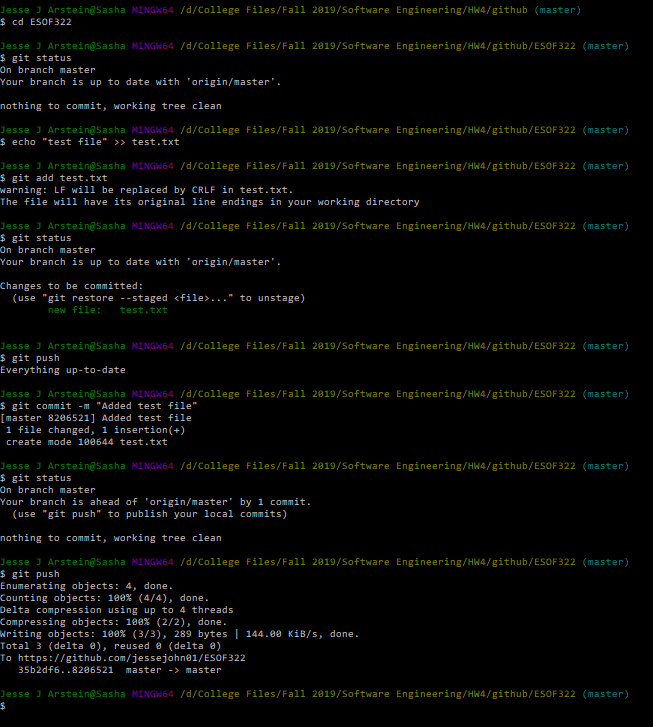 Jesse J Arstein@Sasha MINGW64 /d/College Files/Fall 2019/Software Engineering/HW4/github (master)
$ cd ESOF322
Jesse J Arstein@Sasha MINGW64 /d/College Files/Fall 2019/Software Engineering/HW4/github/ESOF322 (master)
$ git status
On branch master
Your branch is up to date with 'origin/master'.
nothing to commit, working tree clean
Jesse J Arstein@Sasha MINGW64 /d/College Files/Fall 2019/Software Engineering/HW4/github/ESOF322 (master)
$ echo "test file" >> test.txt
Jesse J Arstein@Sasha MINGW64 /d/College Files/Fall 2019/Software Engineering/HW4/github/ESOF322 (master)
$ git add test.txt
warning: LF will be replaced by CRLF in test.txt.
The file will have its original line endings in your working directory
Jesse J Arstein@Sasha MINGW64 /d/College Files/Fall 2019/Software Engineering/HW4/github/ESOF322 (master)
$ git status
On branch master
Your branch is up to date with 'origin/master'.
Changes to be committed:
  (use "git restore --staged <file>..." to unstage)
        new file:   test.txt
Jesse J Arstein@Sasha MINGW64 /d/College Files/Fall 2019/Software Engineering/HW4/github/ESOF322 (master)
$ git push
Everything up-to-date
Jesse J Arstein@Sasha MINGW64 /d/College Files/Fall 2019/Software Engineering/HW4/github/ESOF322 (master)
$ git commit -m "Added test file"
[master 8206521] Added test file
 1 file changed, 1 insertion(+)
 create mode 100644 test.txt
Jesse J Arstein@Sasha MINGW64 /d/College Files/Fall 2019/Software Engineering/HW4/github/ESOF322 (master)
$ git status
On branch master
Your branch is ahead of 'origin/master' by 1 commit.
  (use "git push" to publish your local commits)
nothing to commit, working tree clean
Jesse J Arstein@Sasha MINGW64 /d/College Files/Fall 2019/Software Engineering/HW4/github/ESOF322 (master)
$ git push
Enumerating objects: 4, done.
Counting objects: 100% (4/4), done.
Delta compression using up to 4 threads
Compressing objects: 100% (2/2), done.
Writing objects: 100% (3/3), 289 bytes | 144.00 KiB/s, done.
Total 3 (delta 0), reused 0 (delta 0)
To https://github.com/jessejohn01/ESOF322
   35b2df6..8206521  master -> master
Jesse J Arstein@Sasha MINGW64 /d/College Files/Fall 2019/Software Engineering/HW4/github/ESOF322 (master)
$